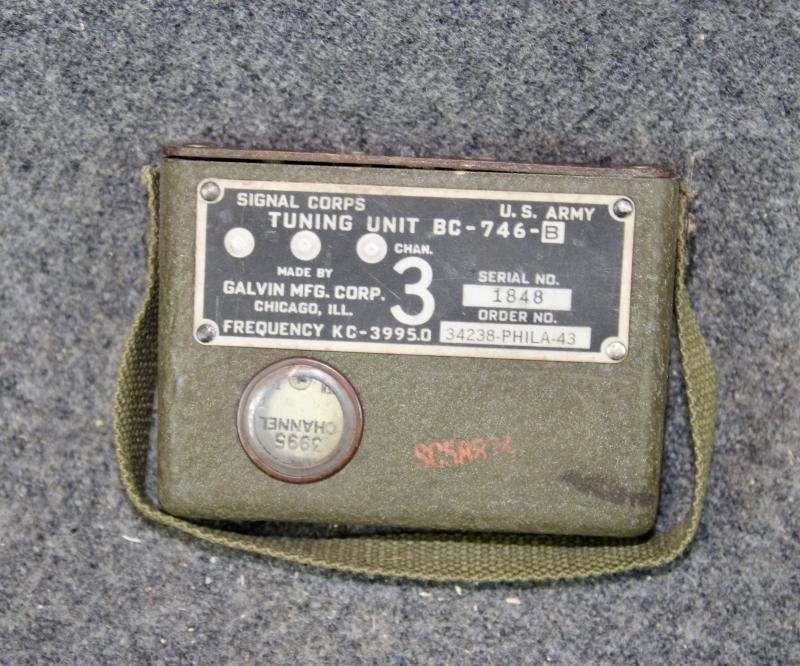 SIGNAL CORPS U.S. ARMY
TUNING UNIT BC-746-B
CHAN.
3
MADE BY
GALVIN MFG. CORP.
CHICAGO, ILL.
SERIAL NO.
1848
ORDER NO.
FREQUENCY KC-3995.0 34238-PHILA-43
3995
CHANNEL